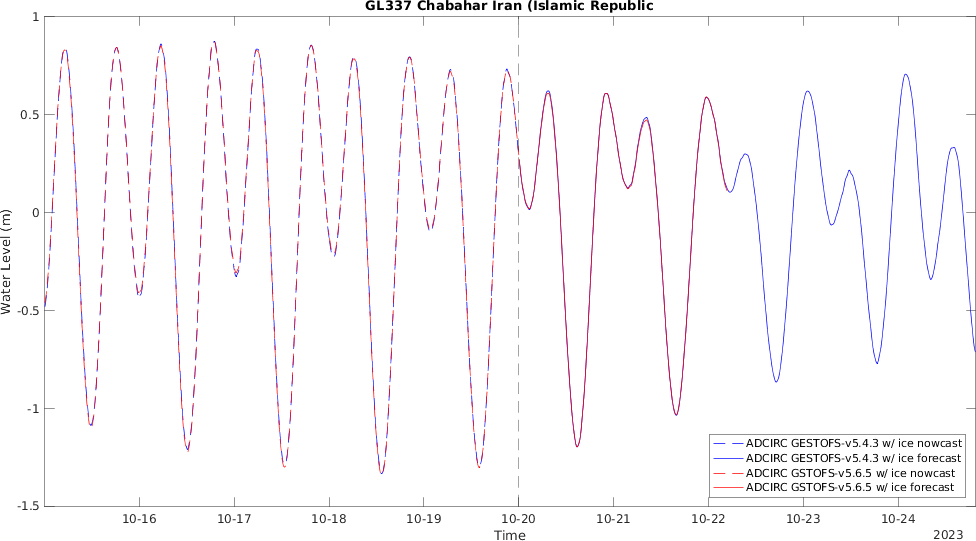 GL337 Chabahar Iran (Islamic Republic
1
0.5
0
-0.5
-1
-1.5
Water Level (m)
10-16 10-17 10-18 10-19 10-20 10-21 10-22 10-23 10-24
Time
2023
ADCIRC GESTOFS-v5.4.3 w/ ice nowcast
ADCIRC GESTOFS-v5.4.3 w/ ice forecast
ADCIRC GSTOFS-v5.6.5 w/ ice nowcast
ADCIRC GSTOFS-v5.6.5 w/ ice forecast